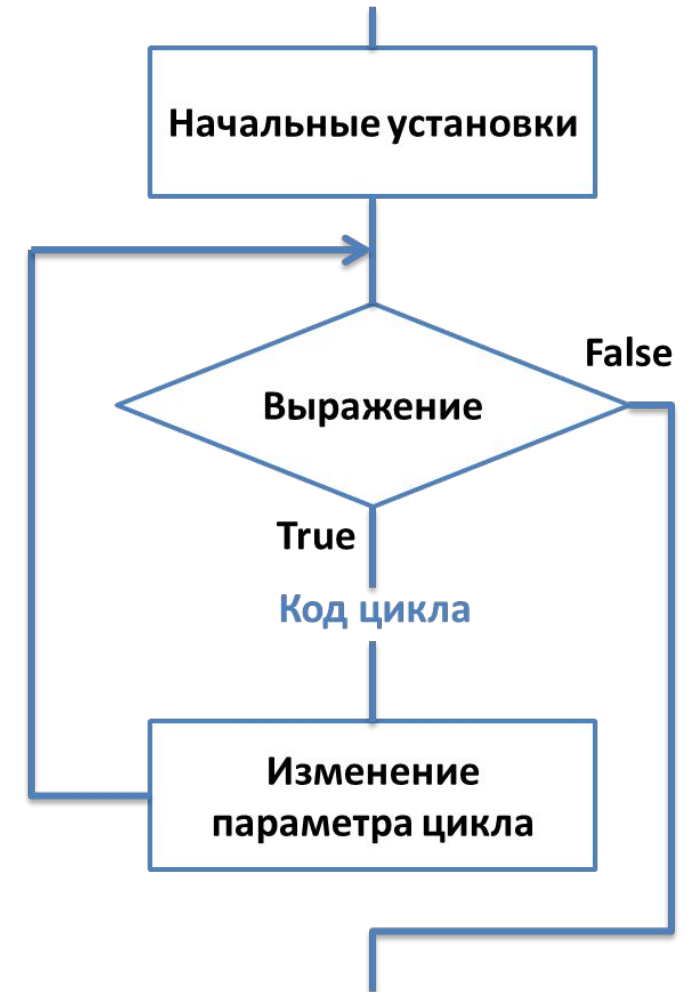 Начальные установки
False
Выражение
True
Код цикла
Изменение
параметра цикла